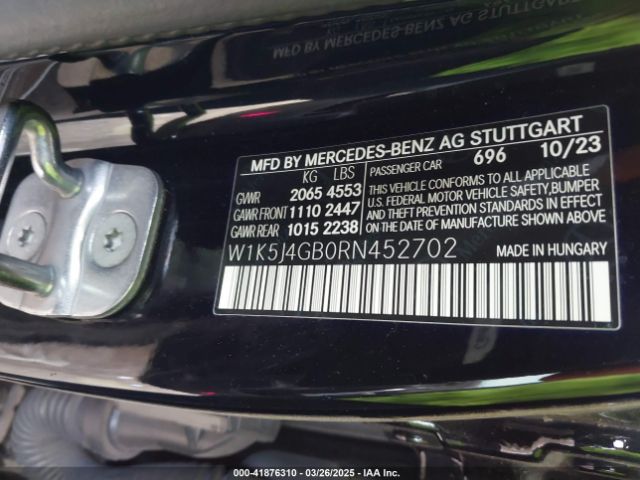 MFD BY MERCEDES-BENZ AG STUTTGART
KG LBS PASSENGER CAR 696 10/23
GVWR 2065 4553
GAWR FRONT 1110 2447
GAWR REAR 1015 2238
THIS VEHICLE CONFORMS TO ALL APPLICABLE
U.S. FEDERAL MOTOR VEHICLE SAFETY,BUMPER
AND THEFT PREVENTION STANDARDS IN EFFECT
ON THE DATE OF MANUFACTURE SHOWN ABOVE.
W1K5J4GB0RN452702 MADE IN HUNGARY
000-41876310 | 03/26/2025 | IAA Inc.